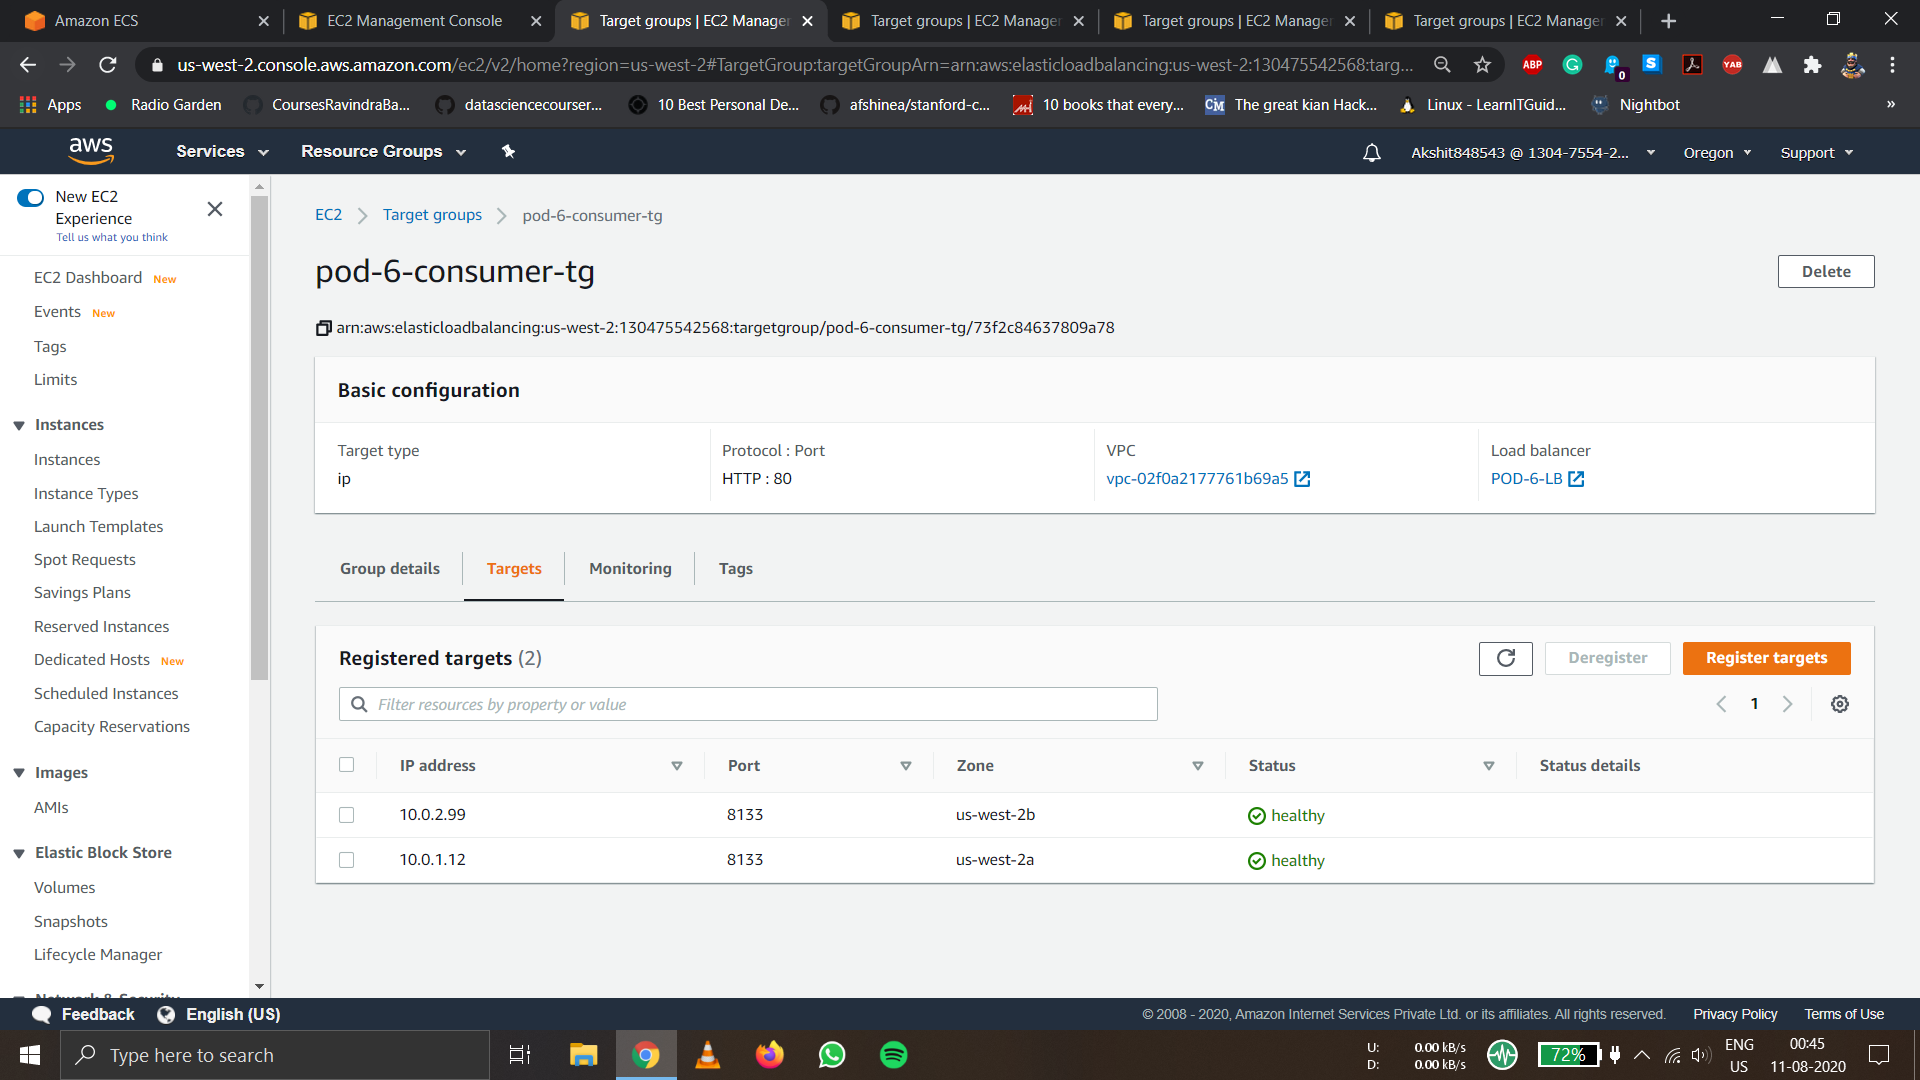 Amazon ECS
EC2 Management Console
Target groups | EC2 Manager
Target groups | EC2 Manager
Target groups | EC2 Manager
Target groups | EC2 Manager
us-west-2.console.aws.amazon.com/ec2/v2/home?region=us-west-2#TargetGroup:targetGroupArn=arn:aws:elasticloadbalancing:us-west-2:130475542568:targ...
ABP
0
S
YAB
Apps
Radio Garden
CoursesRavindraBa...
datasciencecourser...
10 Best Personal De...
afshinea/stanford-c...
10 books that every...
CM
The great kian Hack...
Linux - LearnITGuid...
Nightbot
»
aws
Services
Resource Groups
Akshit848543 @ 1304-7554-2...
Oregon
Support
New EC2
Experience
Tell us what you think
EC2 Dashboard New
Events New
Tags
Limits
Instances
Instances
Instance Types
Launch Templates
Spot Requests
Savings Plans
Reserved Instances
Dedicated Hosts New
Scheduled Instances
Capacity Reservations
Images
AMIs
Elastic Block Store
Volumes
Snapshots
Lifecycle Manager
Network & Security
EC2 > Target groups > pod-6-consumer-tg
pod-6-consumer-tg
Delete
arn:aws:elasticloadbalancing:us-west-2:130475542568:targetgroup/pod-6-consumer-tg/73f2c84637809a78
Basic configuration
Target type
ip
Protocol : Port
HTTP : 80
VPC
vpc-02f0a2177761b69a5
Load balancer
POD-6-LB
Group details
Targets
Monitoring
Tags
Registered targets (2)
Deregister
Register targets
Filter resources by property or value
1
IP address Port Zone Status Status details
10.0.2.99 8133 us-west-2b healthy
10.0.1.12 8133 us-west-2a healthy
Feedback
English (US)
© 2008 - 2020, Amazon Internet Services Private Ltd. or its affiliates. All rights reserved.
Privacy Policy
Terms of Use
Type here to search
U: 0.00 kB/s
D: 0.00 kB/s
72%
ENG
US
00:45
11-08-2020